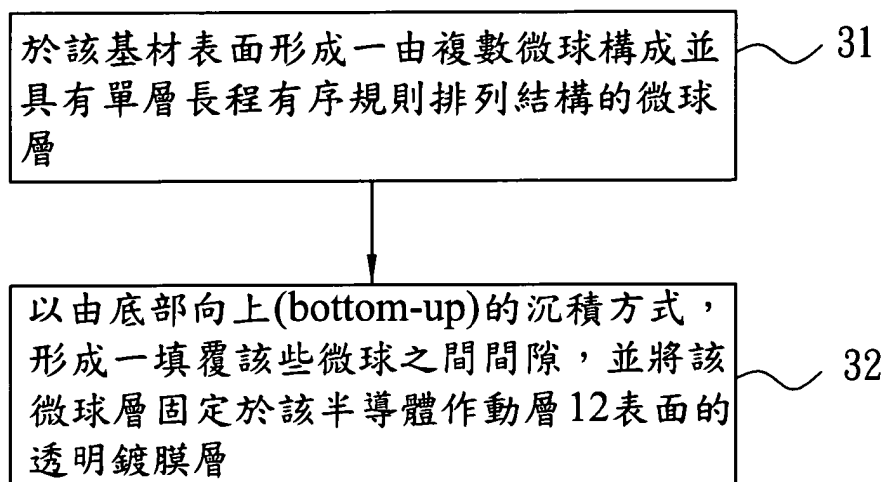 於該基材表面形成一由複數微球構成並
具有單層長程有序規則排列結構的微球
層
31
以由底部向上(bottom-up)的沉積方式，
形成一填覆該些微球之間間隙，並將該
微球層固定於該半導體作動層12表面的
透明鍍膜層
32